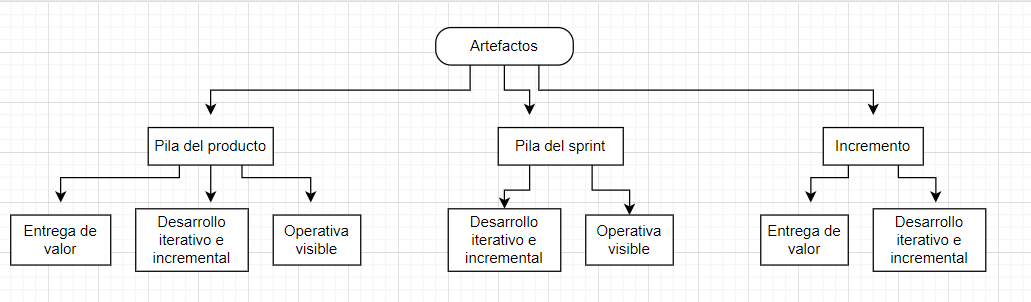 Artefactos
Pila del producto
Pila del sprint
Incremento
Entrega de
valor
Desarrollo
iterativo e
incremental
Operativa
visible
Desarrollo
iterativo e
incremental
Operativa
visible
Entrega de
valor
Desarrollo
iterativo e
incremental